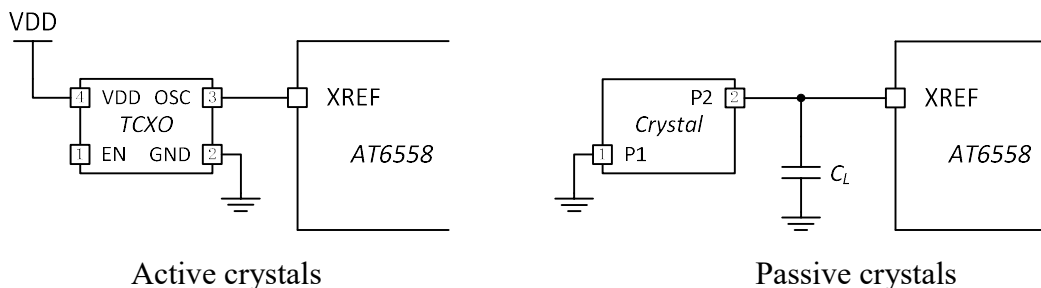 VDD
4 VDD OSC 3
TCXO
1 EN GND 2
XREF
AT6558
P2 2
Crystal
1 P1
XREF
AT6558
C_L
Active crystals
Passive crystals